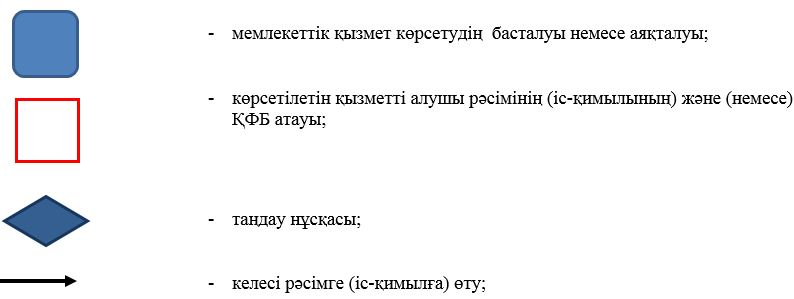 - мемлекеттік қызмет көрсетудің басталуы немесе аяқталуы;
- көрсетілетін қызметті алушы рәсімінің (іс-қимылының) және (немесе)
ҚФБ атауы;
- таңдау нұсқасы;
- келесі рәсімге (іс-қимылға) өту;